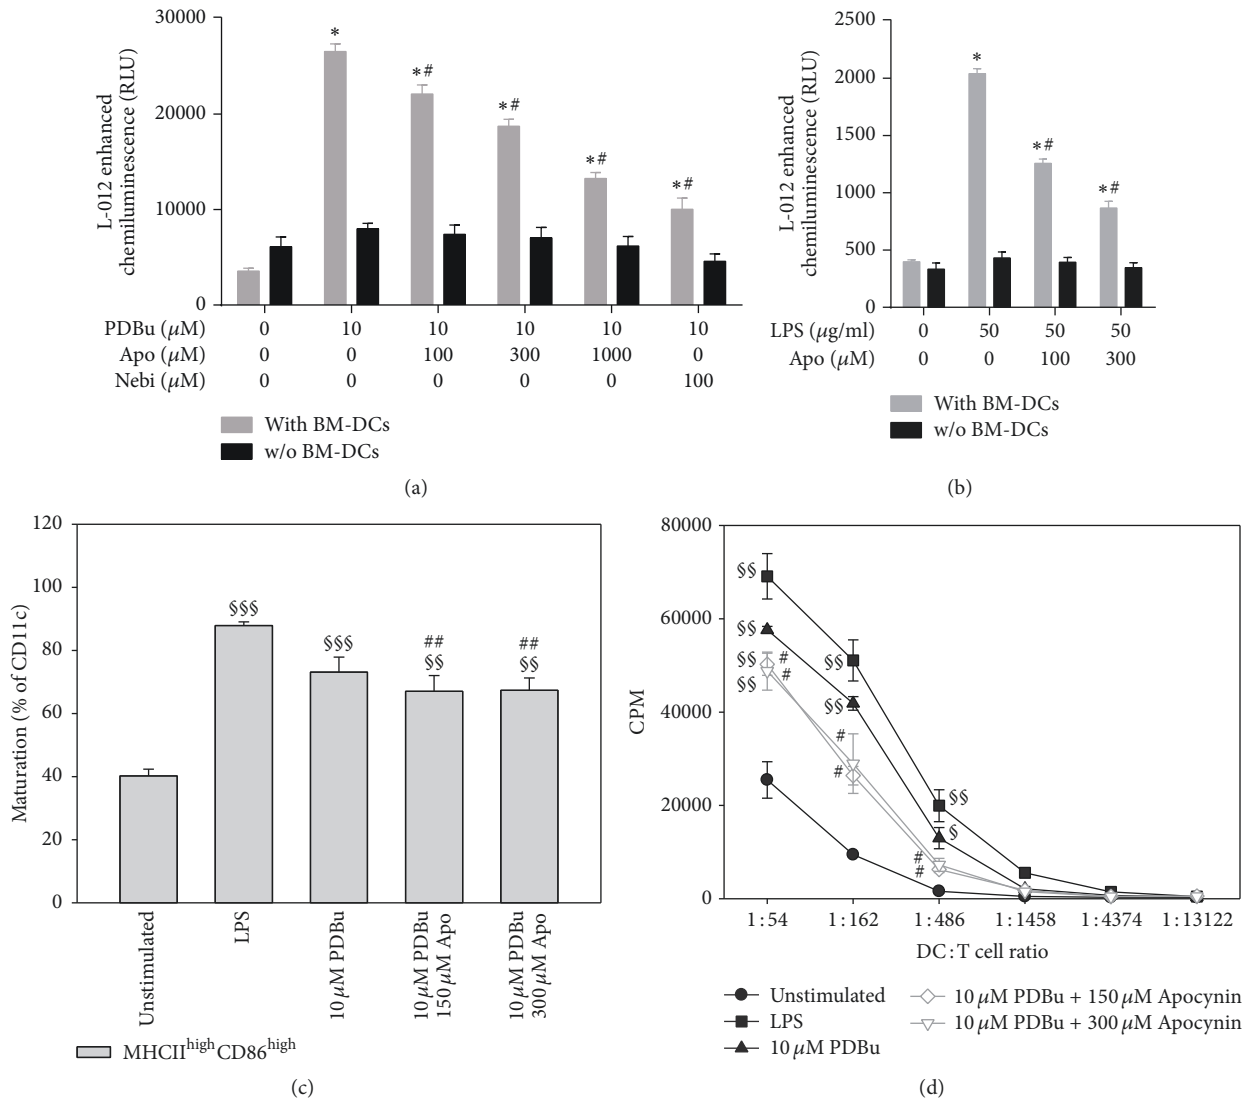 30000
20000
10000
0
L-012 enhanced
chemiluminescence (RLU)
*
*#
*#
*#
*#
PDBu (μM) 0 10 10 10 10 10
Apo (μM) 0 0 100 300 1000 0
Nebi (μM) 0 0 0 0 0 100
With BM-DCs
w/o BM-DCs
(a)
2500
2000
1500
1000
500
0
L-012 enhanced
chemiluminescence (RLU)
*
*#
*#
LPS (μg/ml) 0 50 50 50
Apo (μM) 0 0 100 300
With BM-DCs
w/o BM-DCs
(b)
120
100
80
60
40
20
0
Maturation (% of CD11c)
§§§
§§§
##
§§
##
§§
Unstimulated
LPS
10 μM PDBu
10 μM PDBu
150 μM Apo
10 μM PDBu
300 μM Apo
MHCII^high CD86^high
(c)
80000
60000
40000
20000
0
CPM
§§
§§
§§ #
§§ #
§§
§§
#
#
§§
§
#
#
1:54 1:162 1:486 1:1458 1:4374 1:13122
DC:T cell ratio
Unstimulated
LPS
10 μM PDBu
10 μM PDBu + 150 μM Apocynin
10 μM PDBu + 300 μM Apocynin
(d)